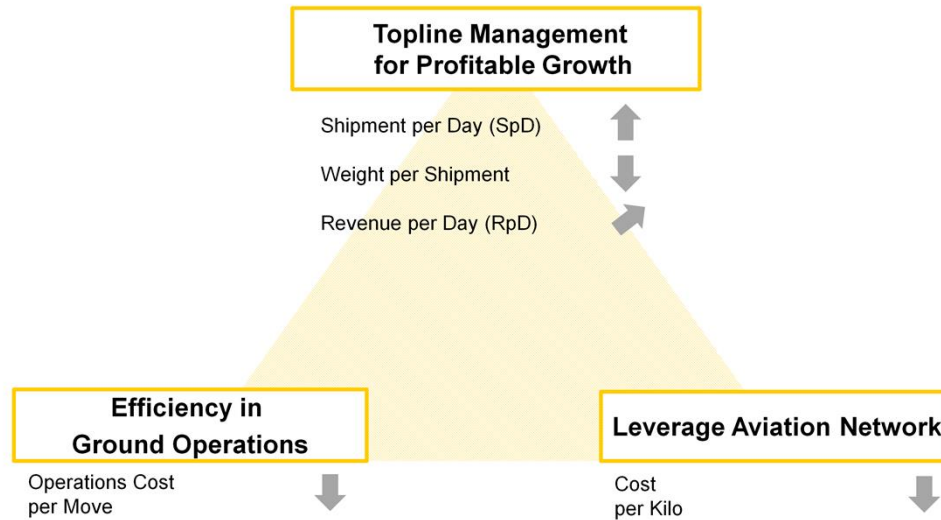 Topline Management
for Profitable Growth
Shipment per Day (SpD)
Weight per Shipment
Revenue per Day (RpD)
Efficiency in
Ground Operations
Leverage Aviation Network
Operations Cost
per Move
Cost
per Kilo